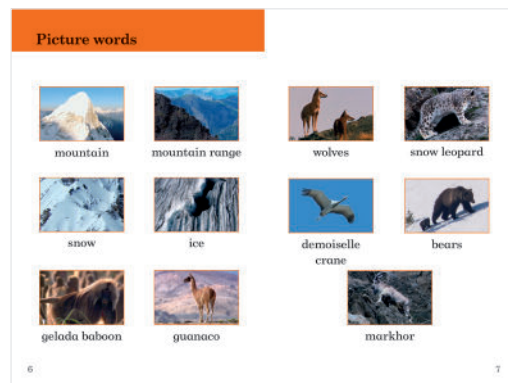 Picture words
mountain
mountain range
snow
ice
gelada baboon
guanaco
6
wolves
snow leopard
demoiselle
crane
bears
markhor
7